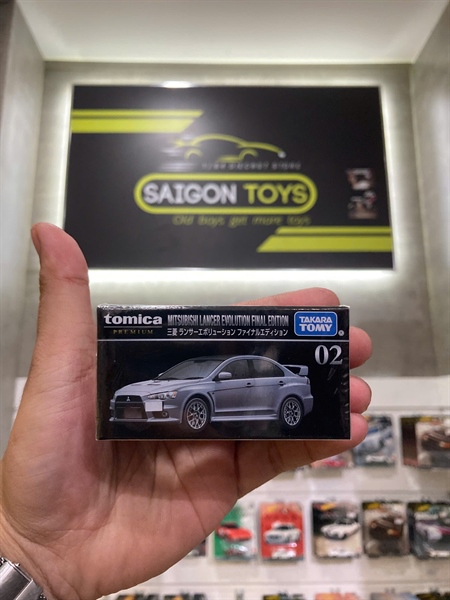 SAIGON TOYS
Old boys get more toys
tomica
PREMIUM
MITSUBISHI LANCER EVOLUTION FINAL EDITION
三菱 ランサーエボリューション ファイナルエディション
TAKARA
TOMY
02